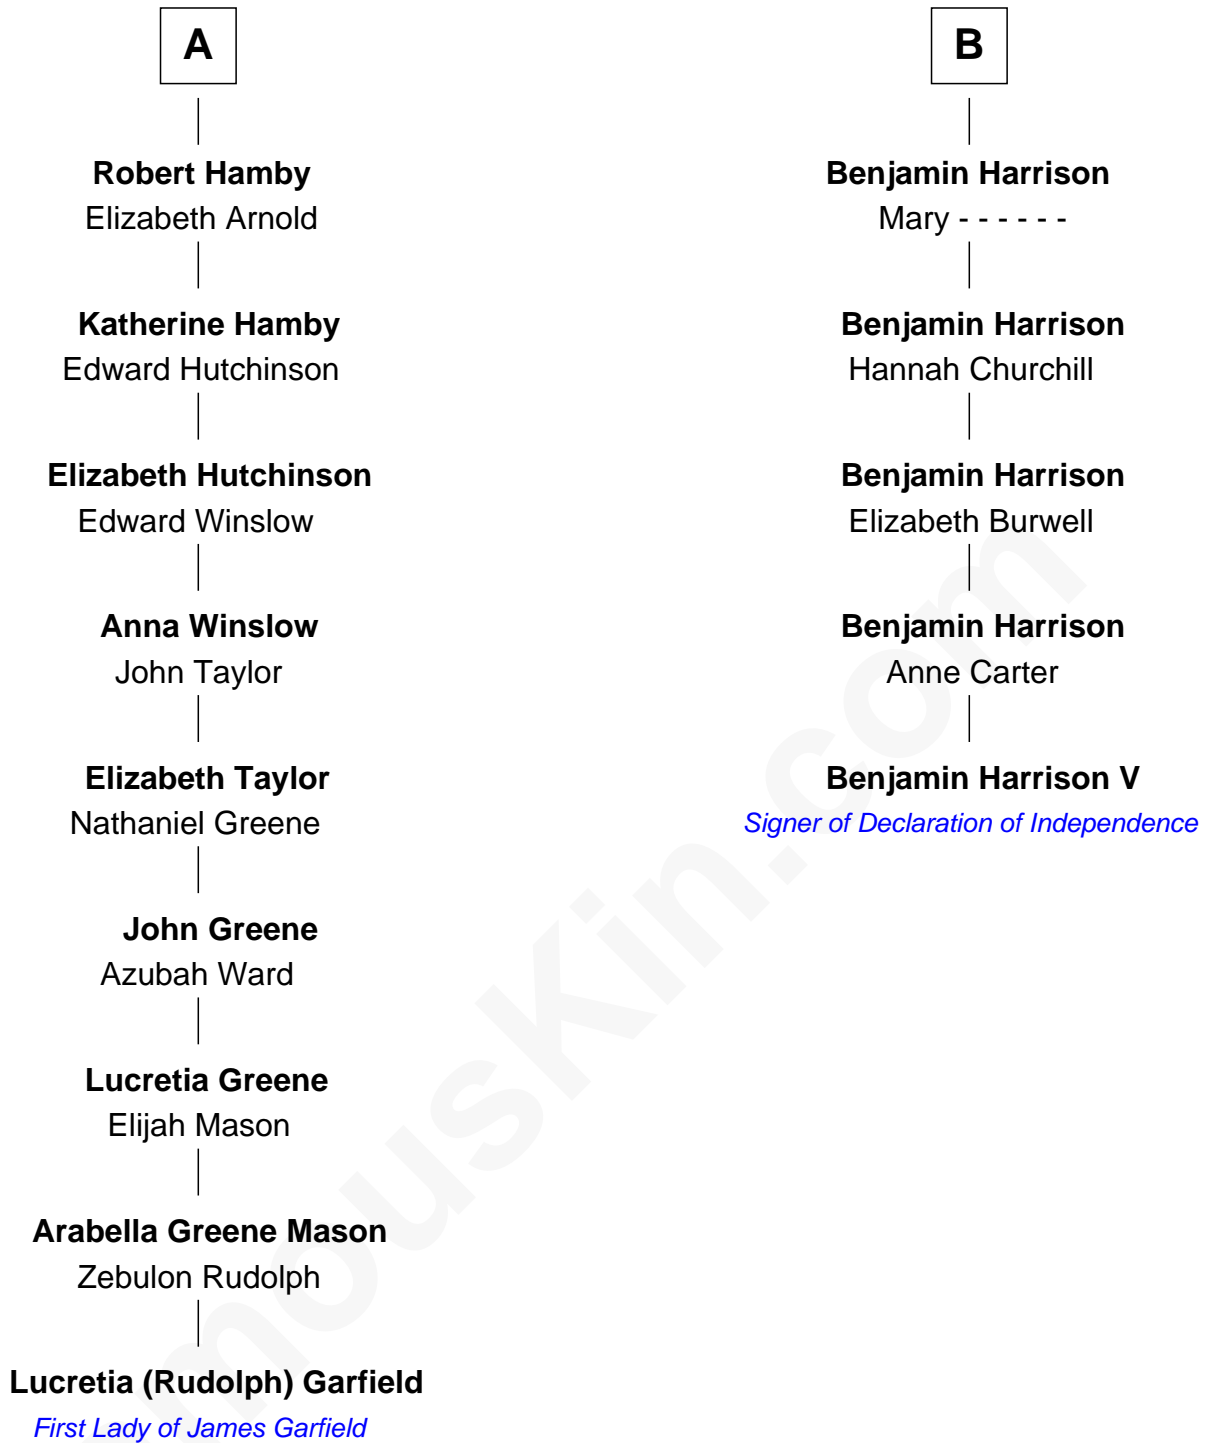 A
Robert Hamby
Elizabeth Arnold
Katherine Hamby
Edward Hutchinson
Elizabeth Hutchinson
Edward Winslow
Anna Winslow
John Taylor
Elizabeth Taylor
Nathaniel Greene
John Greene
Azubah Ward
Lucretia Greene
Elijah Mason
Arabella Greene Mason
Zebulon Rudolph
Lucretia (Rudolph) Garfield
First Lady of James Garfield
B
Benjamin Harrison
Mary - - - - - -
Benjamin Harrison
Hannah Churchill
Benjamin Harrison
Elizabeth Burwell
Benjamin Harrison
Anne Carter
Benjamin Harrison V
Signer of Declaration of Independence
mouskin.com